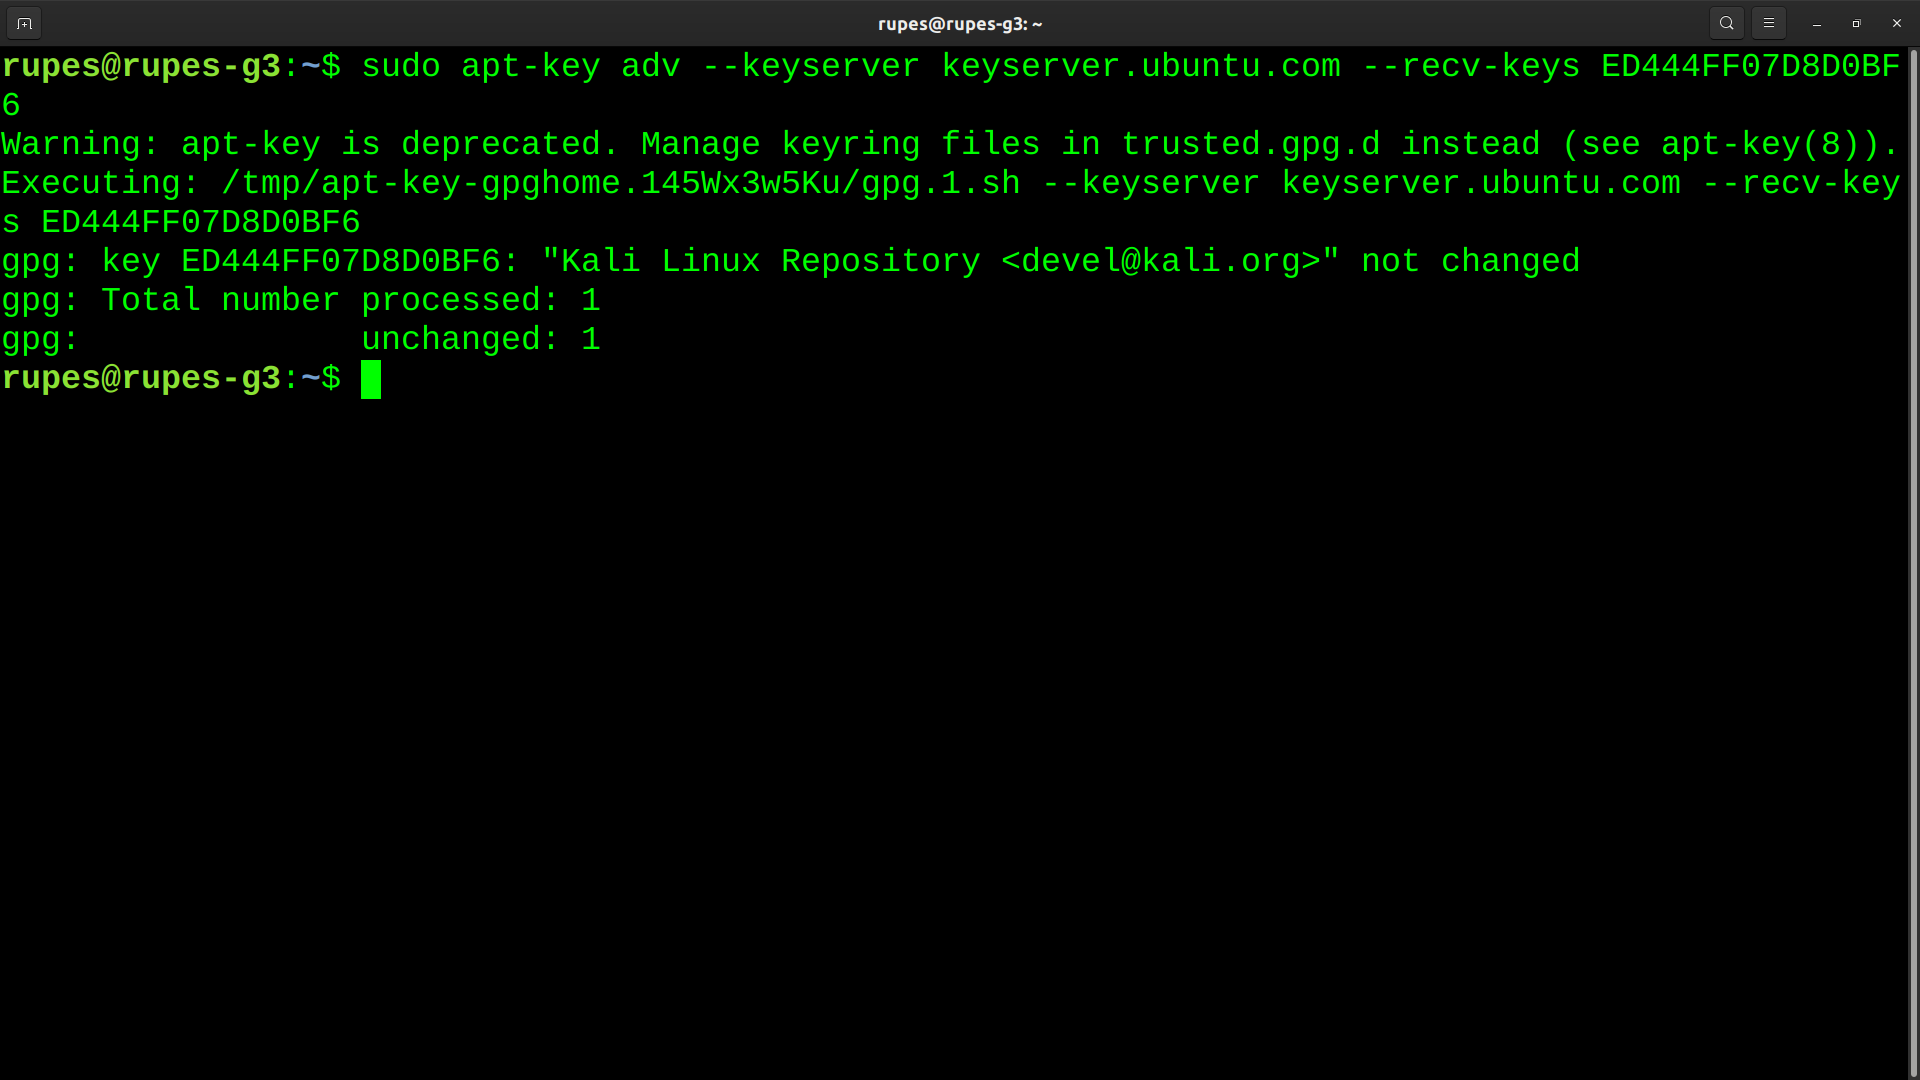 rupes@rupes-g3: ~
rupes@rupes-g3:~$ sudo apt-key adv --keyserver keyserver.ubuntu.com --recv-keys ED444FF07D8D0BF
6
Warning: apt-key is deprecated. Manage keyring files in trusted.gpg.d instead (see apt-key(8)).
Executing: /tmp/apt-key-gpghome.145Wx3w5Ku/gpg.1.sh --keyserver keyserver.ubuntu.com --recv-key
s ED444FF07D8D0BF6
gpg: key ED444FF07D8D0BF6: "Kali Linux Repository <devel@kali.org>" not changed
gpg: Total number processed: 1
gpg:              unchanged: 1
rupes@rupes-g3:~$